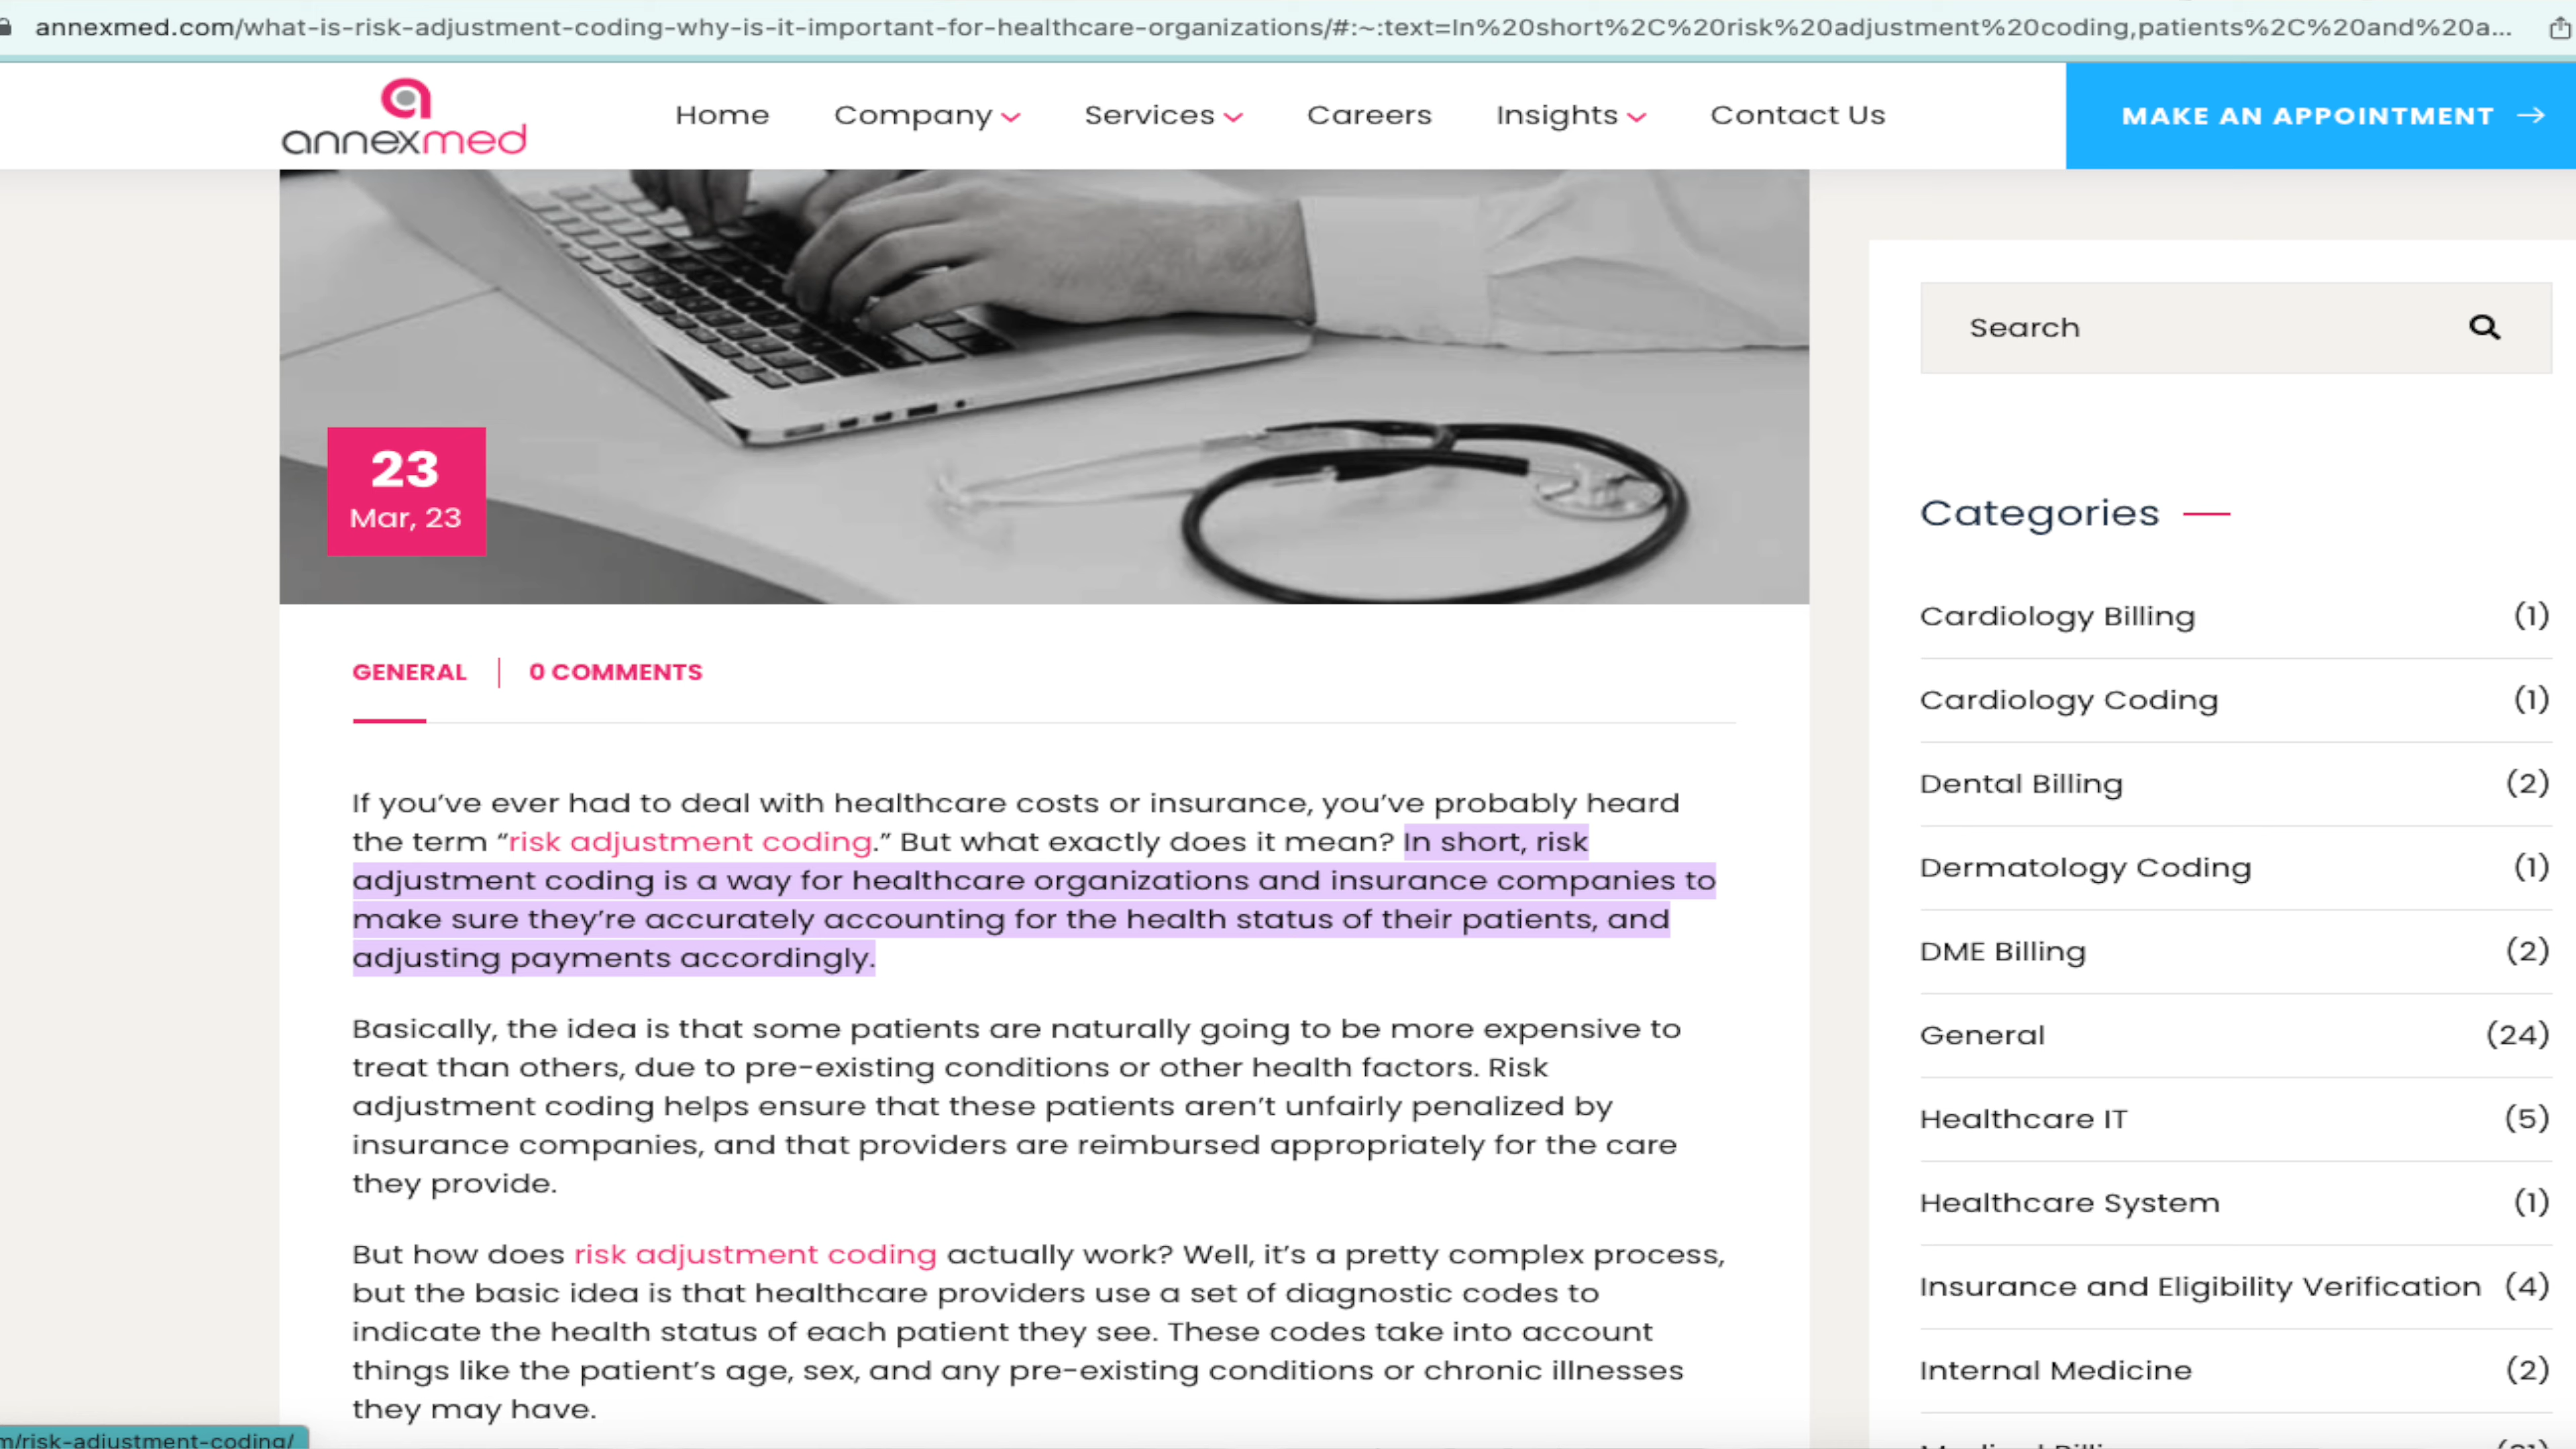 annexmed.com/what-is-risk-adjustment-coding-why-is-it-important-for-healthcare-organizations/#:~:text=In%20short%2C%20risk%20adjustment%20coding,patients%2C%20and%20a...
annexmed
Home Company Services Careers Insights Contact Us
MAKE AN APPOINTMENT →
23
Mar, 23
GENERAL | 0 COMMENTS
If you’ve ever had to deal with healthcare costs or insurance, you’ve probably heard
the term “risk adjustment coding.” But what exactly does it mean? In short, risk
adjustment coding is a way for healthcare organizations and insurance companies to
make sure they’re accurately accounting for the health status of their patients, and
adjusting payments accordingly.
Basically, the idea is that some patients are naturally going to be more expensive to
treat than others, due to pre-existing conditions or other health factors. Risk
adjustment coding helps ensure that these patients aren’t unfairly penalized by
insurance companies, and that providers are reimbursed appropriately for the care
they provide.
But how does risk adjustment coding actually work? Well, it’s a pretty complex process,
but the basic idea is that healthcare providers use a set of diagnostic codes to
indicate the health status of each patient they see. These codes take into account
things like the patient’s age, sex, and any pre-existing conditions or chronic illnesses
they may have.
Search
Categories
Cardiology Billing (1)
Cardiology Coding (1)
Dental Billing (2)
Dermatology Coding (1)
DME Billing (2)
General (24)
Healthcare IT (5)
Healthcare System (1)
Insurance and Eligibility Verification (4)
Internal Medicine (2)
m/risk-adjustment-coding/